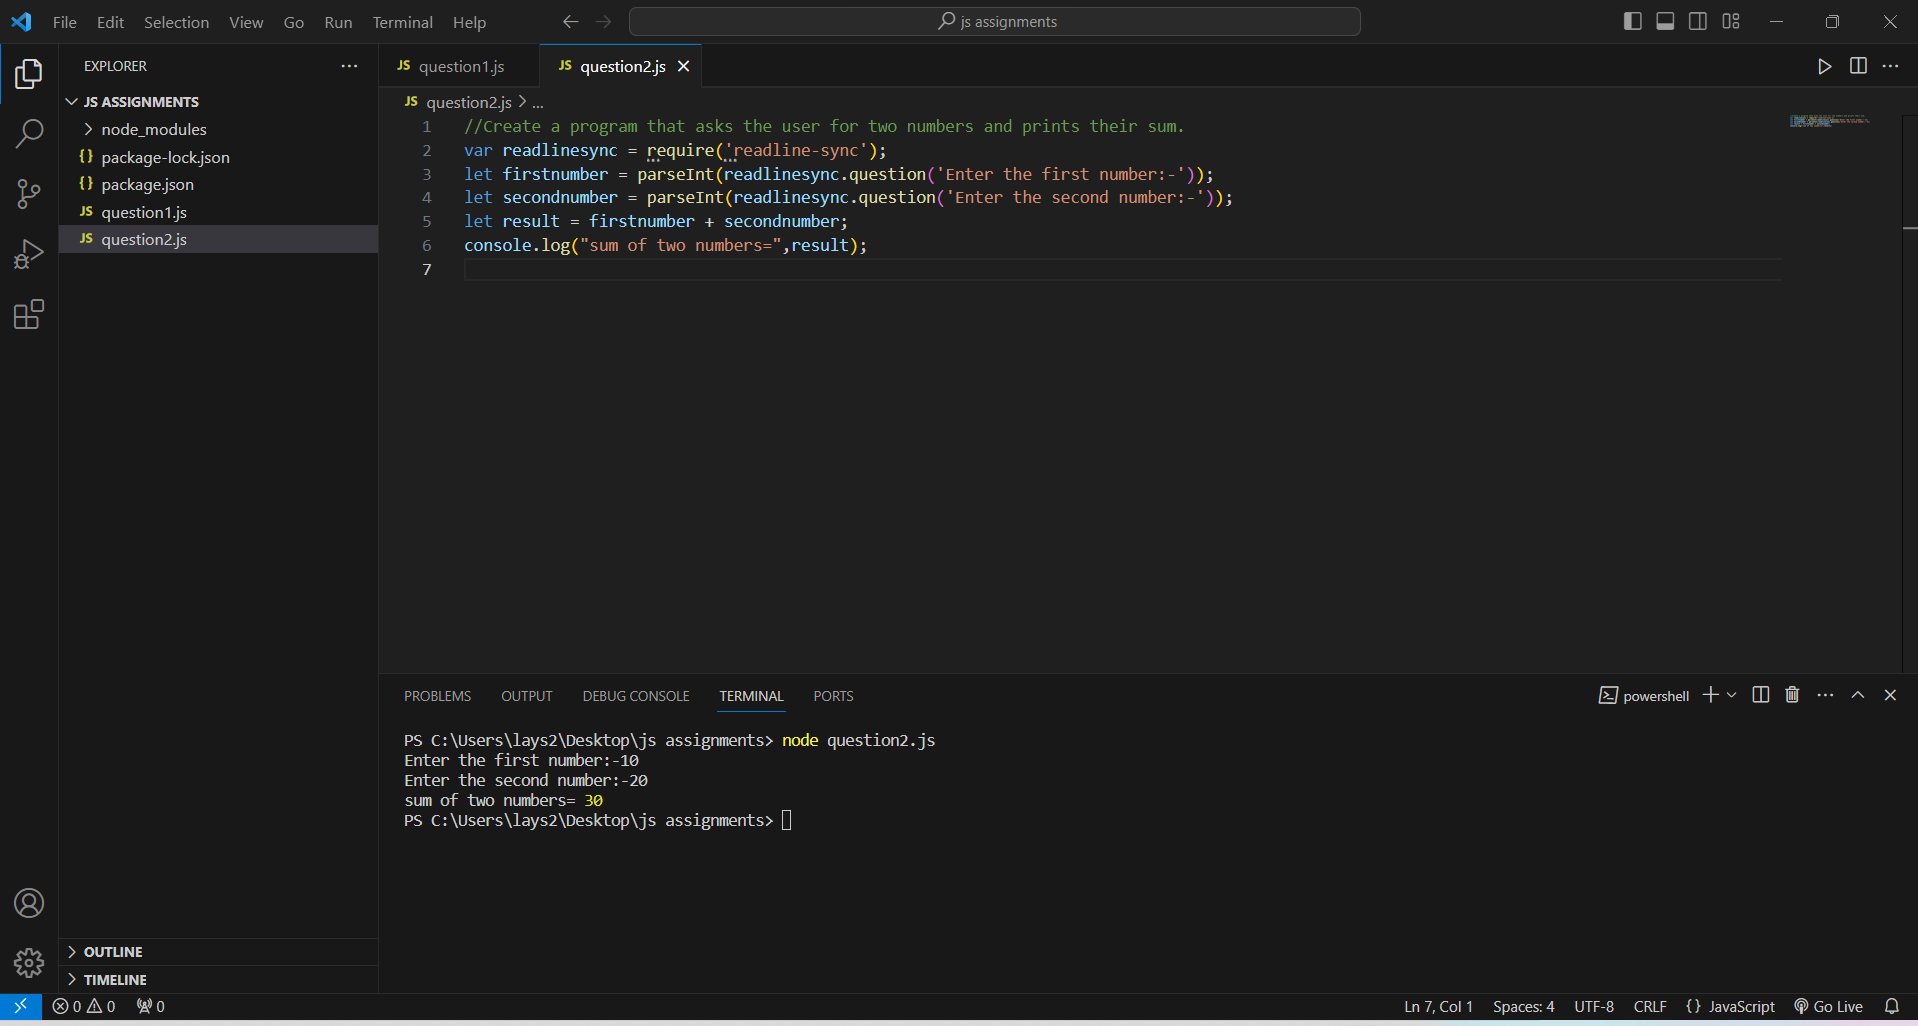 File Edit Selection View Go Run Terminal Help
js assignments
EXPLORER
JS ASSIGNMENTS
node_modules
{} package-lock.json
{} package.json
JS question1.js
JS question2.js
OUTLINE
TIMELINE
JS question1.js JS question2.js
JS question2.js > ...
1 //Create a program that asks the user for two numbers and prints their sum.
2 var readlinesync = require('readline-sync');
3 let firstnumber = parseInt(readlinesync.question('Enter the first number:-'));
4 let secondnumber = parseInt(readlinesync.question('Enter the second number:-'));
5 let result = firstnumber + secondnumber;
6 console.log("sum of two numbers=",result);
7
PROBLEMS OUTPUT DEBUG CONSOLE TERMINAL PORTS
powershell
PS C:\Users\lays2\Desktop\js assignments> node question2.js
Enter the first number:-10
Enter the second number:-20
sum of two numbers= 30
PS C:\Users\lays2\Desktop\js assignments>
0 0 0
Ln 7, Col 1 Spaces: 4 UTF-8 CRLF {} JavaScript Go Live